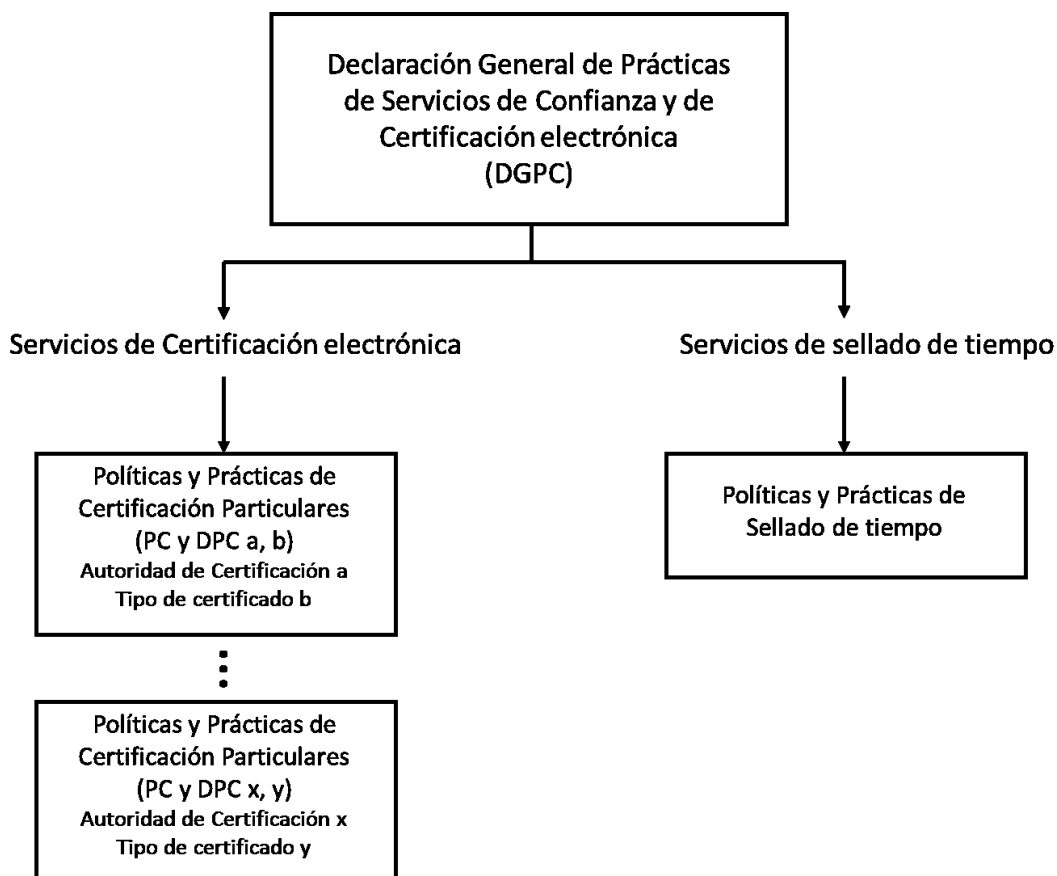 Declaración General de Prácticas
de Servicios de Confianza y de
Certificación electrónica
(DGPC)
Servicios de Certificación electrónica
Servicios de sellado de tiempo
Políticas y Prácticas de
Certificación Particulares
(PC y DPC a, b)
Autoridad de Certificación a
Tipo de certificado b
Políticas y Prácticas de
Sellado de tiempo
Políticas y Prácticas de
Certificación Particulares
(PC y DPC x, y)
Autoridad de Certificación x
Tipo de certificado y